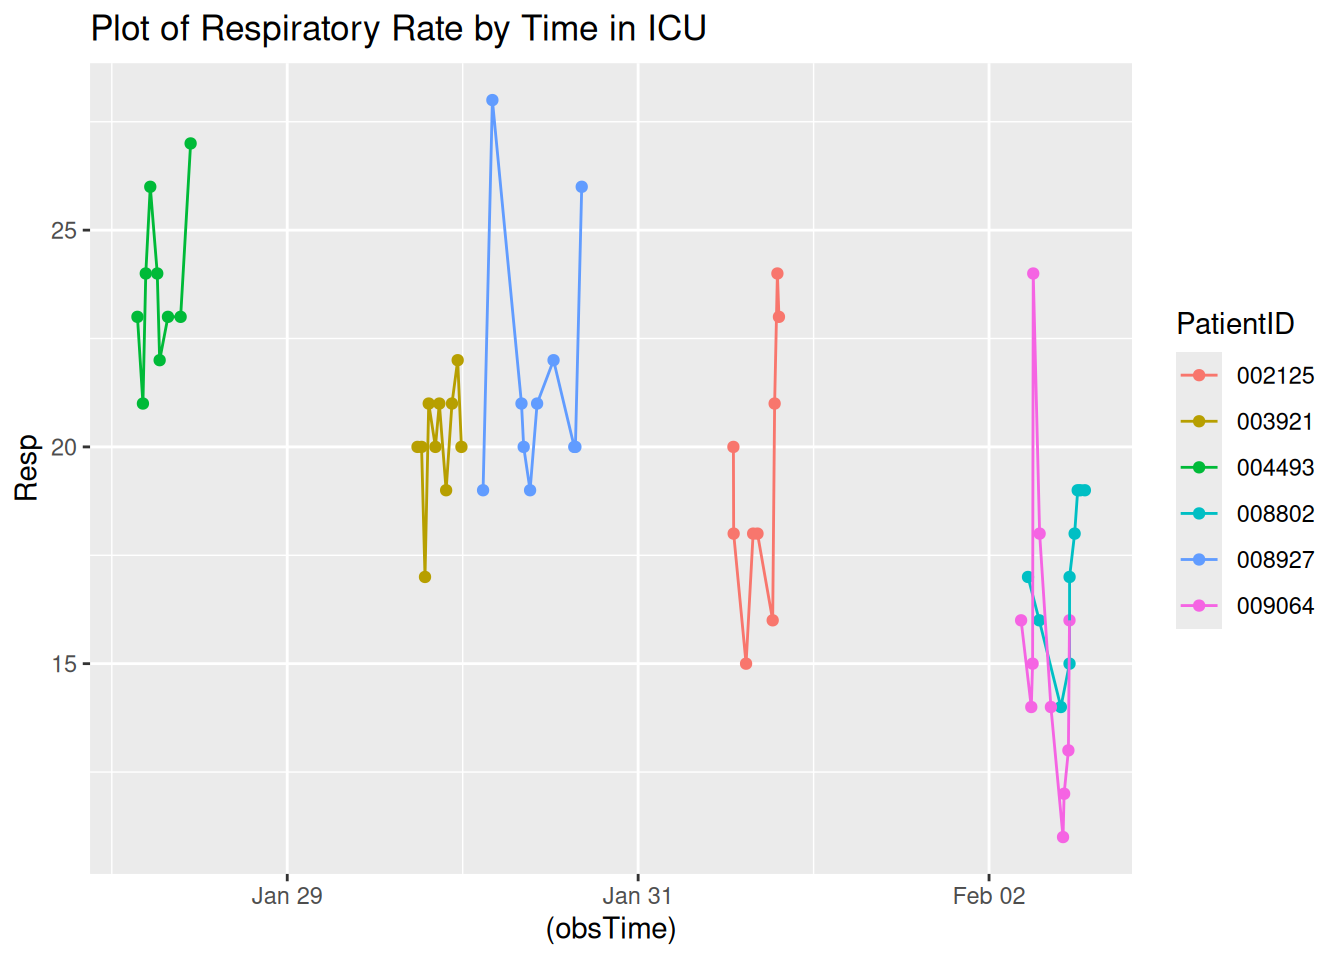 Plot of Respiratory Rate by Time in ICU
Resp
25
20
15
Jan 29
Jan 31
Feb 02
(obsTime)
PatientID
002125
003921
004493
008802
008927
009064